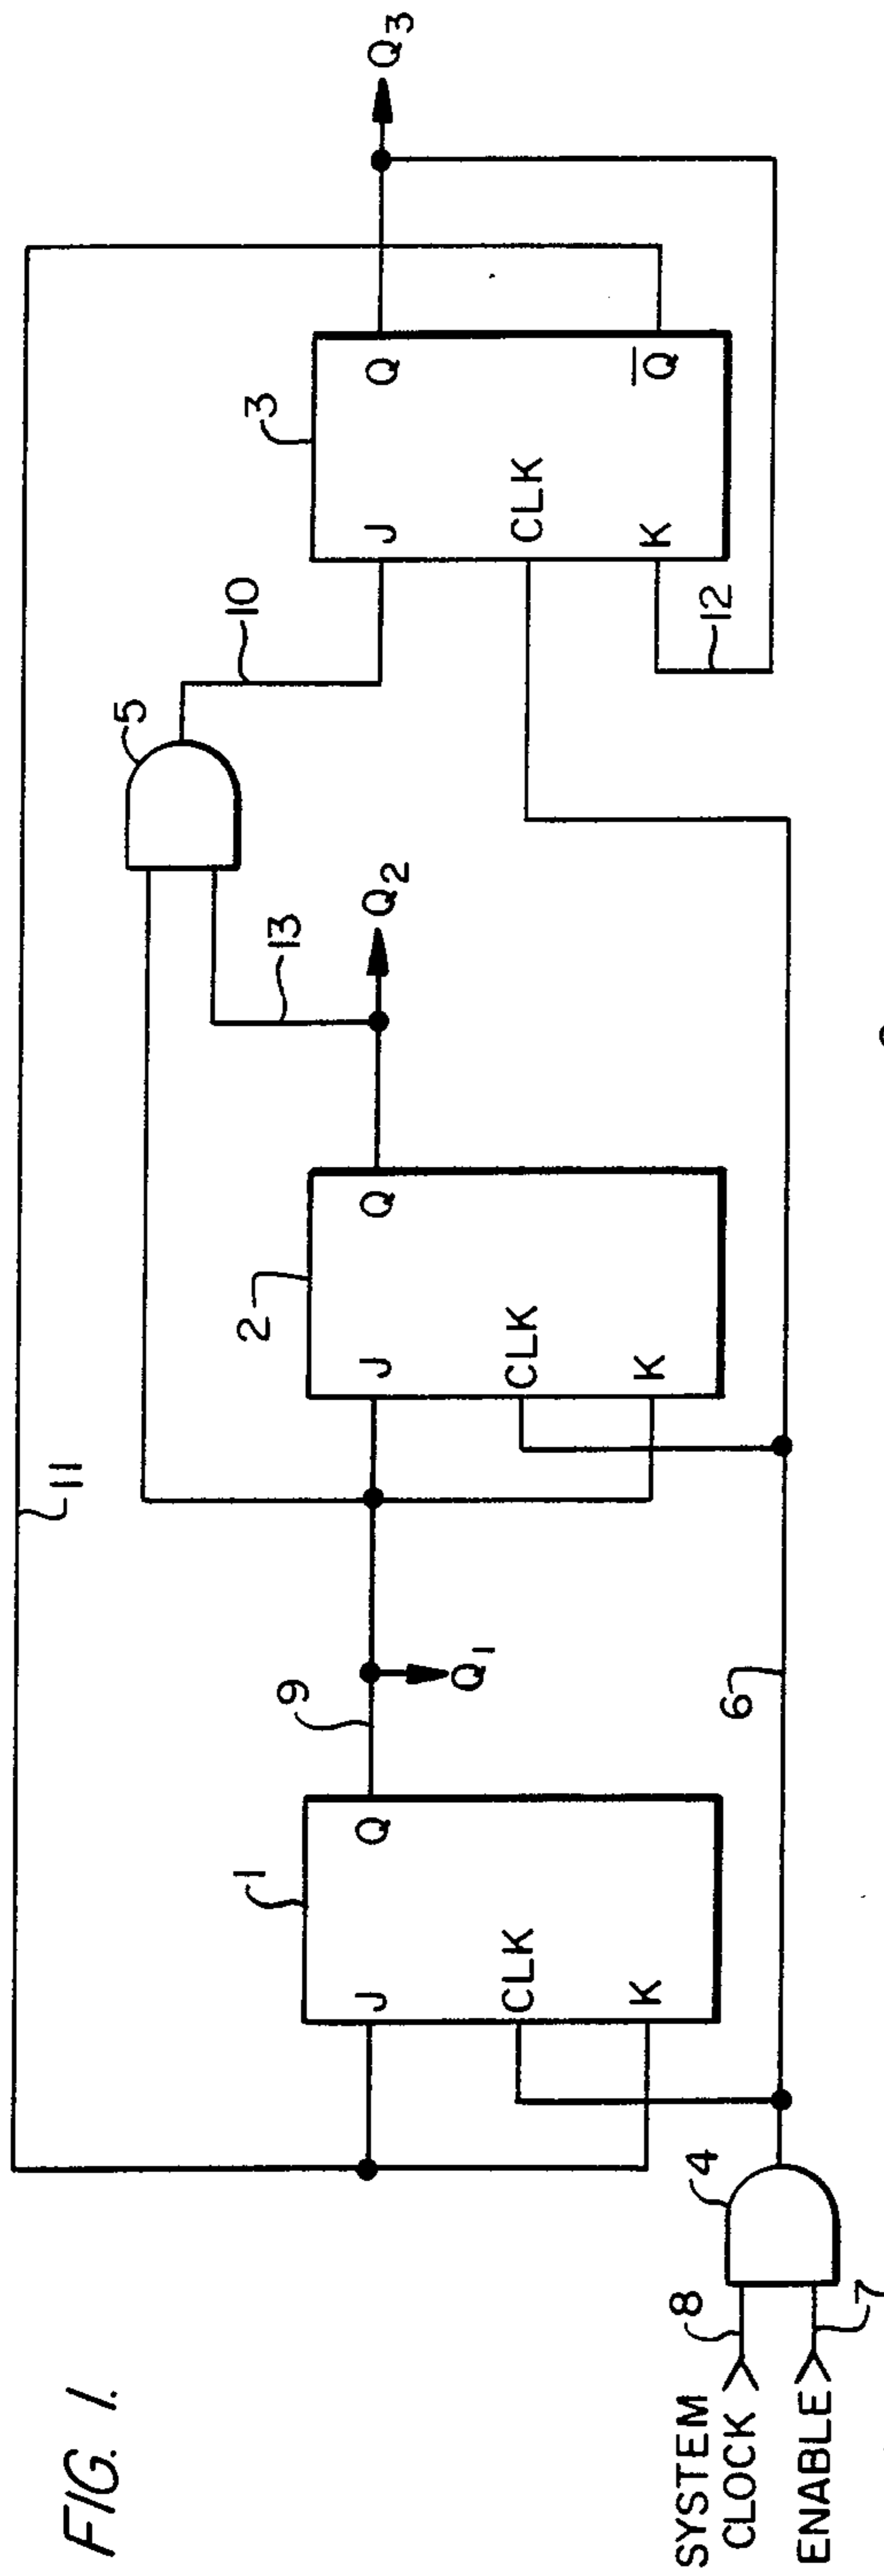 FIG. 1.
SYSTEM
CLOCK
ENABLE
8
7
4
6
11
1
J
CLK
K
Q
9
Q1
2
J
CLK
K
Q
13
Q2
5
10
12
3
J
CLK
K
Q
Q̅
Q3